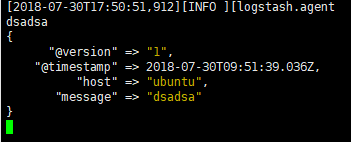 [2018-07-30T17:50:51,912][INFO ][logstash.agent
dsadsa
{
      "@version" => "1",
    "@timestamp" => 2018-07-30T09:51:39.036Z,
          "host" => "ubuntu",
       "message" => "dsadsa"
}